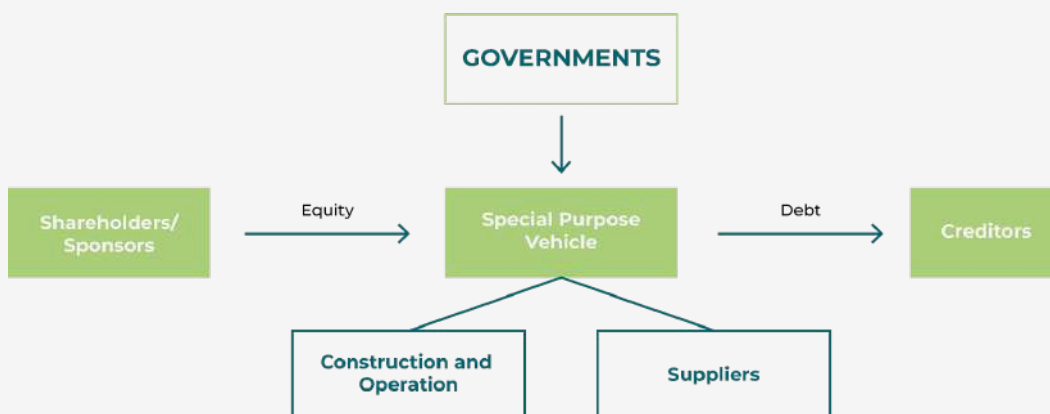 GOVERNMENTS
Shareholders/
Sponsors
Equity
Special Purpose
Vehicle
Debt
Creditors
Construction and
Operation
Suppliers